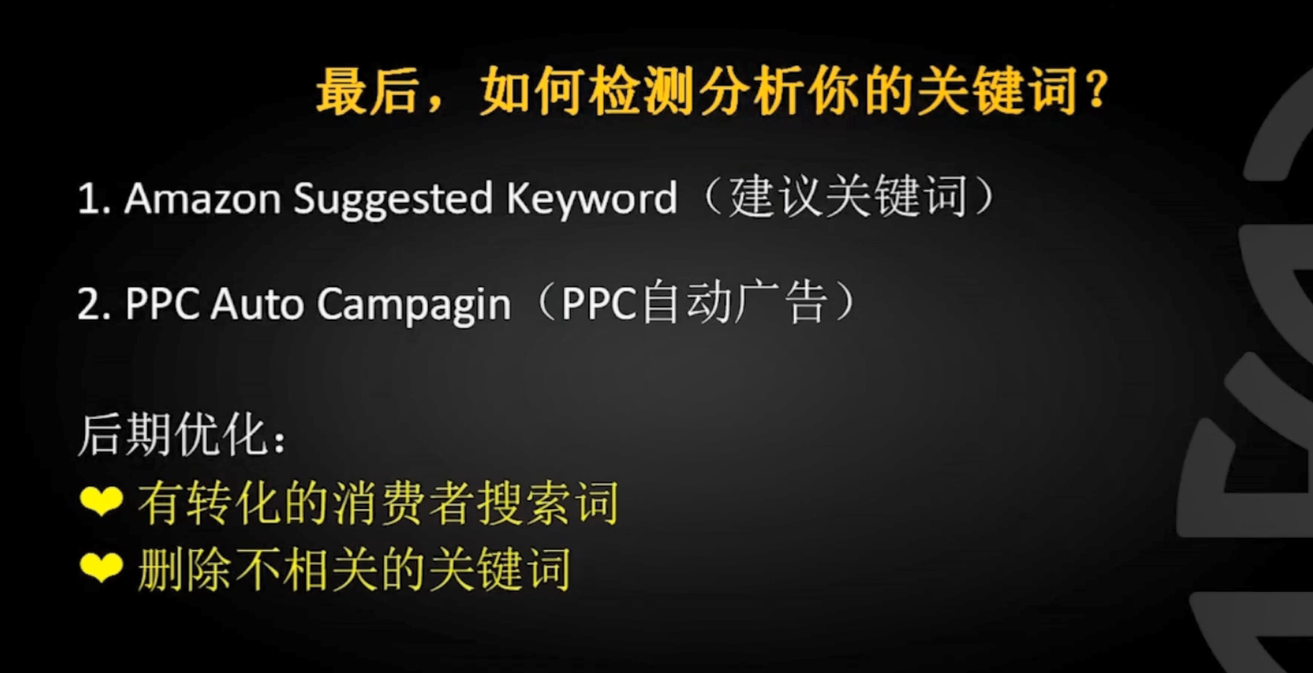 最后，如何检测分析你的关键词？
1. Amazon Suggested Keyword（建议关键词）
2. PPC Auto Campagin（PPC自动广告）
后期优化：
❤ 有转化的消费者搜索词
❤ 删除不相关的关键词